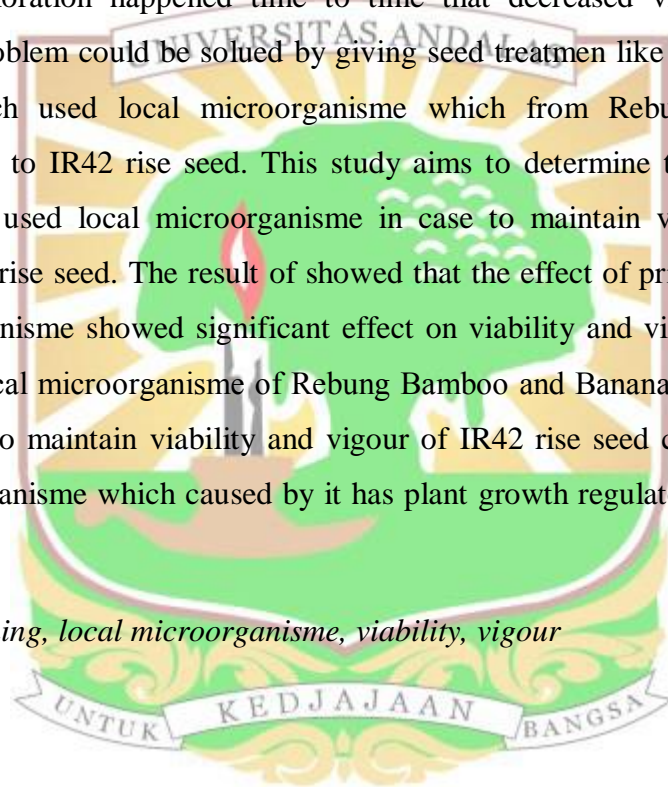 oration happened time to time that decreased v
UNIVERSITAS ANDALAS
oblem could be solued by giving seed treatmen like
ch used local microorganisme which from Rebu
to IR42 rise seed. This study aims to determine t
used local microorganisme in case to maintain v
rise seed. The result of showed that the effect of pr
anisme showed significant effect on viability and vi
cal microorganisme of Rebung Bamboo and Banana
o maintain viability and vigour of IR42 rise seed c
anisme which caused by it has plant growth regulat
ing, local microorganisme, viability, vigour
UNTUK KEDJAJAAN BANGSA